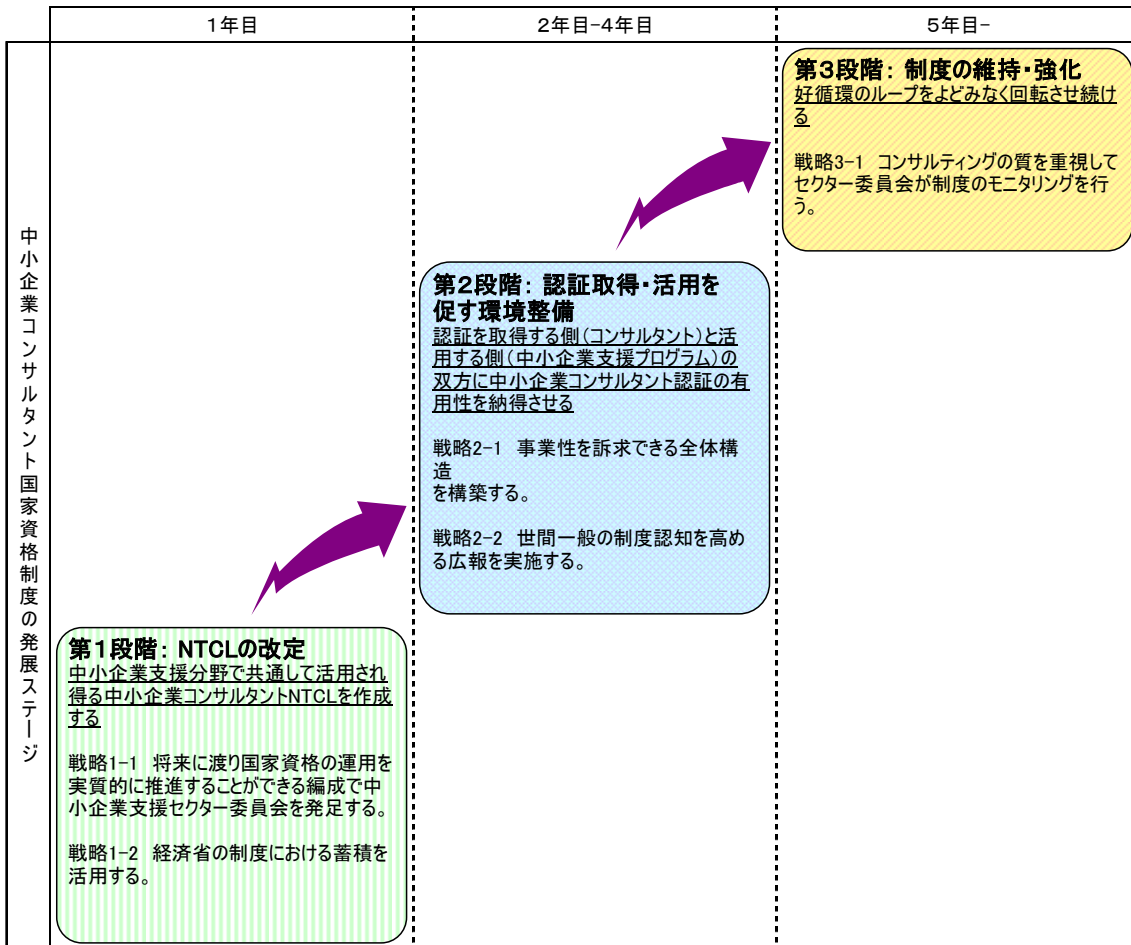 1年目
2年目-4年目
5年目-
中小企業コンサルタント国家資格制度の発展ステージ
第3段階: 制度の維持・強化
好循環のループをよどみなく回転させ続け
る
戦略3-1 コンサルティングの質を重視して
セクター委員会が制度のモニタリングを行
う。
第2段階: 認証取得・活用を
促す環境整備
認証を取得する側(コンサルタント)と活
用する側(中小企業支援プログラム)の
双方に中小企業コンサルタント認証の有
用性を納得させる
戦略2-1 事業性を訴求できる全体構
造
を構築する。
戦略2-2 世間一般の制度認知を高め
る広報を実施する。
第1段階: NTCLの改定
中小企業支援分野で共通して活用され
得る中小企業コンサルタントNTCLを作成
する
戦略1-1 将来に渡り国家資格の運用を
実質的に推進することができる編成で中
小企業支援セクター委員会を発足する。
戦略1-2 経済省の制度における蓄積を
活用する。